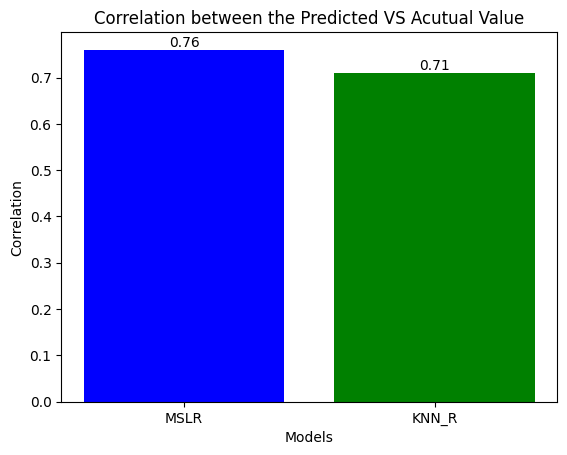 Correlation between the Predicted VS Acutual Value
0.76
0.71
0.7
0.6
0.5
0.4
0.3
0.2
0.1
0.0
Correlation
MSLR
KNN_R
Models